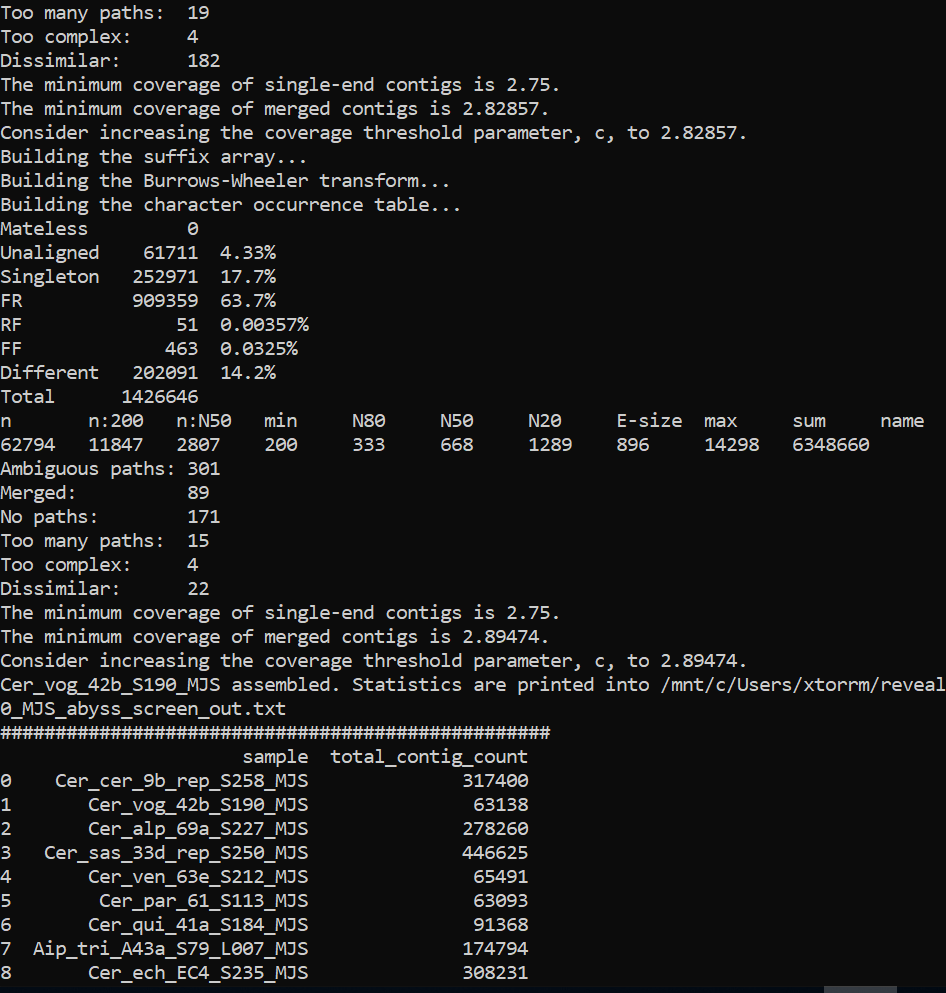 Too many paths:  19
Too complex:     4
Dissimilar:      182
The minimum coverage of single-end contigs is 2.75.
The minimum coverage of merged contigs is 2.82857.
Consider increasing the coverage threshold parameter, c, to 2.82857.
Building the suffix array...
Building the Burrows-Wheeler transform...
Building the character occurrence table...
Mateless         0
Unaligned    61711  4.33%
Singleton   252971  17.7%
FR          909359  63.7%
RF              51  0.00357%
FF             463  0.0325%
Different   202091  14.2%
Total      1426646
n       n:200   n:N50   min     N80     N50     N20     E-size  max     sum     name
62794   11847   2807    200     333     668     1289    896     14298   6348660
Ambiguous paths: 301
Merged:          89
No paths:        171
Too many paths:  15
Too complex:     4
Dissimilar:      22
The minimum coverage of single-end contigs is 2.75.
The minimum coverage of merged contigs is 2.89474.
Consider increasing the coverage threshold parameter, c, to 2.89474.
Cer_vog_42b_S190_MJS assembled. Statistics are printed into /mnt/c/Users/xtorrm/reveal
0_MJS_abyss_screen_out.txt
##################################################
                      sample  total_contig_count
0    Cer_cer_9b_rep_S258_MJS              317400
1       Cer_vog_42b_S190_MJS               63138
2       Cer_alp_69a_S227_MJS              278260
3   Cer_sas_33d_rep_S250_MJS              446625
4       Cer_ven_63e_S212_MJS               65491
5        Cer_par_61_S113_MJS               63093
6       Cer_qui_41a_S184_MJS               91368
7  Aip_tri_A43a_S79_L007_MJS              174794
8       Cer_ech_EC4_S235_MJS              308231